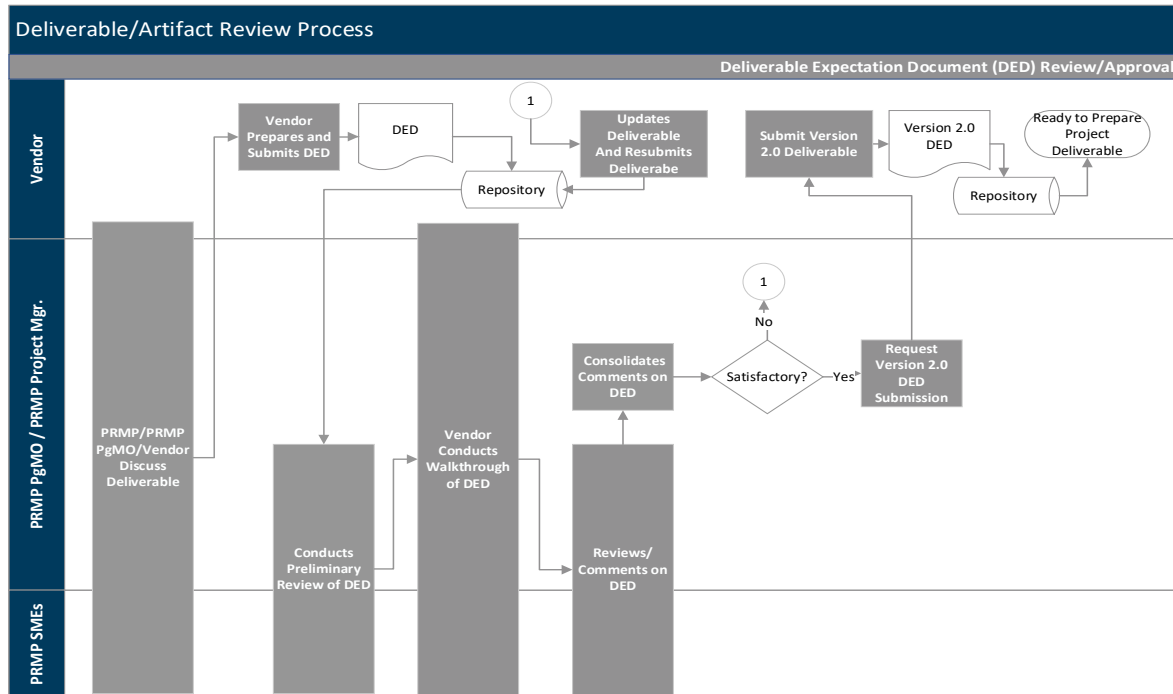 Deliverable/Artifact Review Process
Deliverable Expectation Document (DED) Review/Approval
Vendor
Vendor
Prepares and
Submits DED
DED
1
Updates
Deliverable
And Resubmits
Deliverabe
Repository
Submit Version
2.0 Deliverable
Version 2.0
DED
Repository
Ready to Prepare
Project
Deliverable
PRMP PgMO / PRMP Project Mgr.
PRMP/PRMP
PgMO/Vendor
Discuss
Deliverable
Conducts
Preliminary
Review of DED
Vendor
Conducts
Walkthrough
of DED
Consolidates
Comments on
DED
Reviews/
Comments on
DED
1
No
Satisfactory?
Yes
Request
Version 2.0
DED
Submission
PRMP SMEs